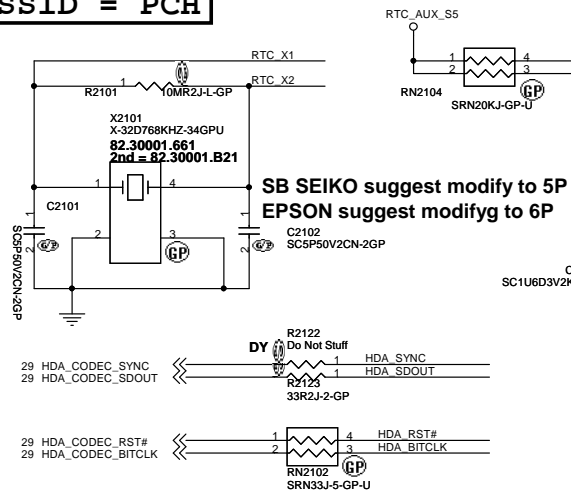 SSID = PCH
RTC_AUX_S5
RTC_X1
R2101
1
10MR2J-L-GP
RTC_X2
1
2
4
3
RN2104
GP
SRN20KJ-GP-U
X2101
X-32D768KHZ-34GPU
82.30001.661
2nd = 82.30001.B21
1
4
2
3
GP
SB SEIKO suggest modify to 5P
EPSON suggest modifyg to 6P
C2101
1
2
SC5P50V2CN-2GP
1
2
C2102
SC5P50V2CN-2GP
SC1U6D3V2K
DY
R2122
Do Not Stuff
29 HDA_CODEC_SYNC
1
HDA_SYNC
29 HDA_CODEC_SDOUT
1
HDA_SDOUT
R2123
33R2J-2-GP
29 HDA_CODEC_RST#
1
4
HDA_RST#
29 HDA_CODEC_BITCLK
2
3
HDA_BITCLK
RN2102
GP
SRN33J-5-GP-U